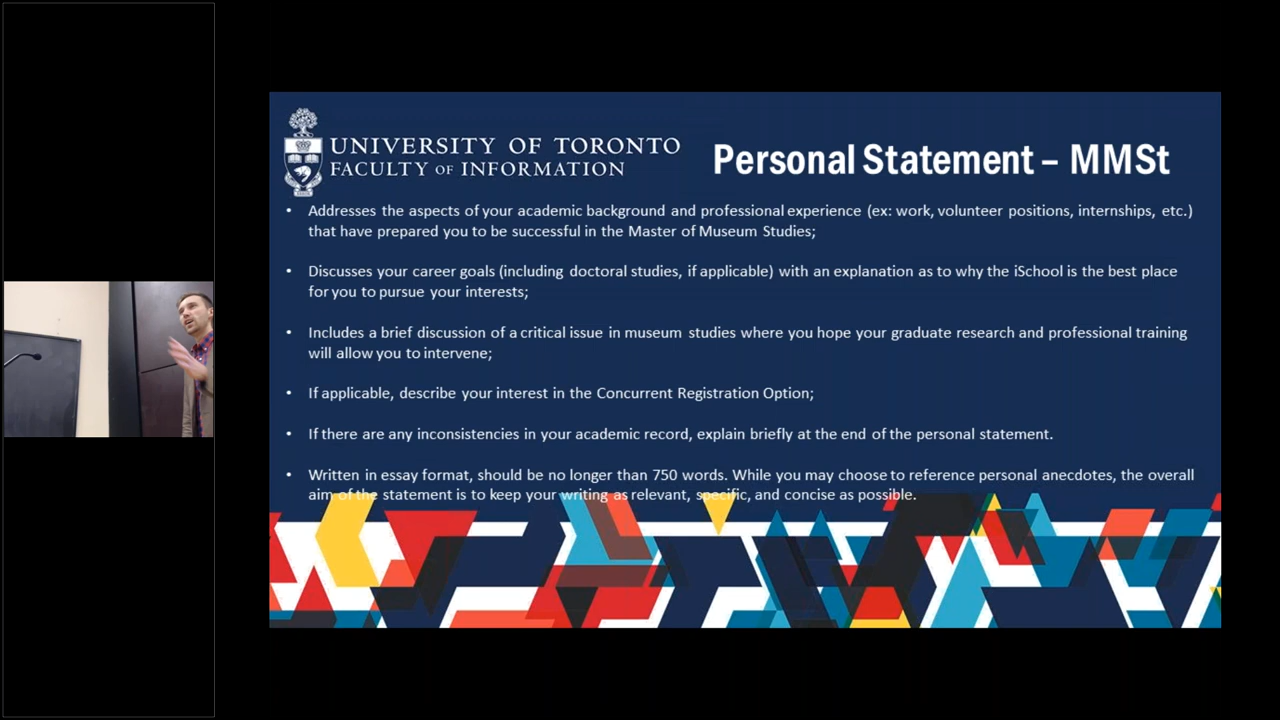 UNIVERSITY OF TORONTO
FACULTY OF INFORMATION
Personal Statement – MMSt
• Addresses the aspects of your academic background and professional experience (ex: work, volunteer positions, internships, etc.)
that have prepared you to be successful in the Master of Museum Studies;
• Discusses your career goals (including doctoral studies, if applicable) with an explanation as to why the iSchool is the best place
for you to pursue your interests;
• Includes a brief discussion of a critical issue in museum studies where you hope your graduate research and professional training
will allow you to intervene;
• If applicable, describe your interest in the Concurrent Registration Option;
• If there are any inconsistencies in your academic record, explain briefly at the end of the personal statement.
• Written in essay format, should be no longer than 750 words. While you may choose to reference personal anecdotes, the overall
aim of the statement is to keep your writing as relevant, specific, and concise as possible.